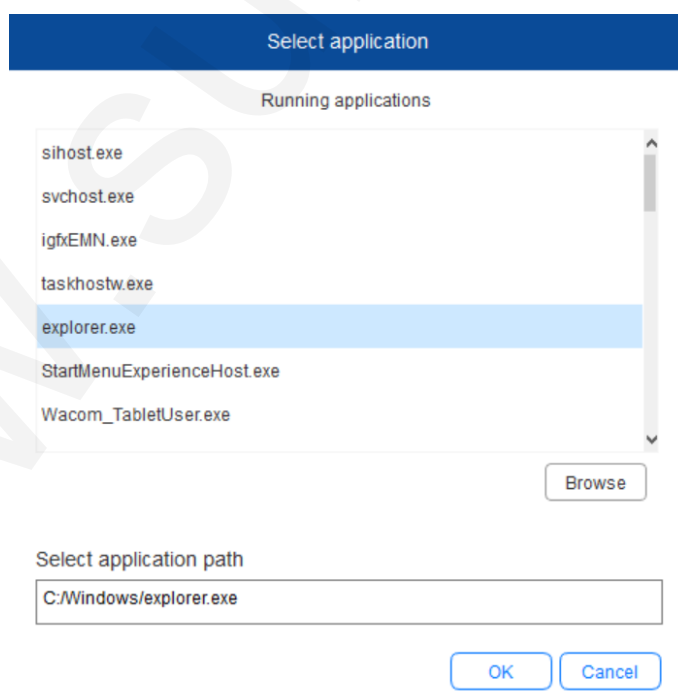 Select application
Running applications
sihost.exe
svchost.exe
igfxEMN.exe
taskhostw.exe
explorer.exe
StartMenuExperienceHost.exe
Wacom_TabletUser.exe
Browse
Select application path
C:/Windows/explorer.exe
OK Cancel